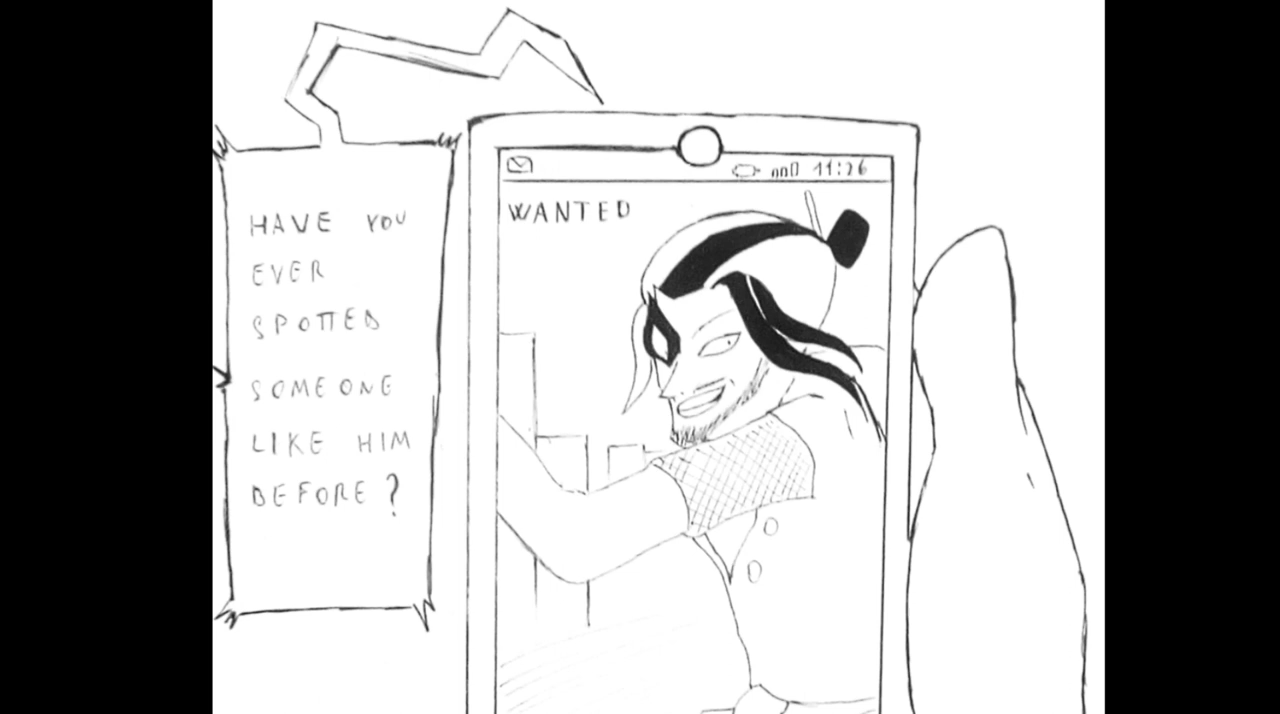 HAVE YOU
EVER
SPOTTED
SOMEONE
LIKE HIM
BEFORE?
11:26
WANTED